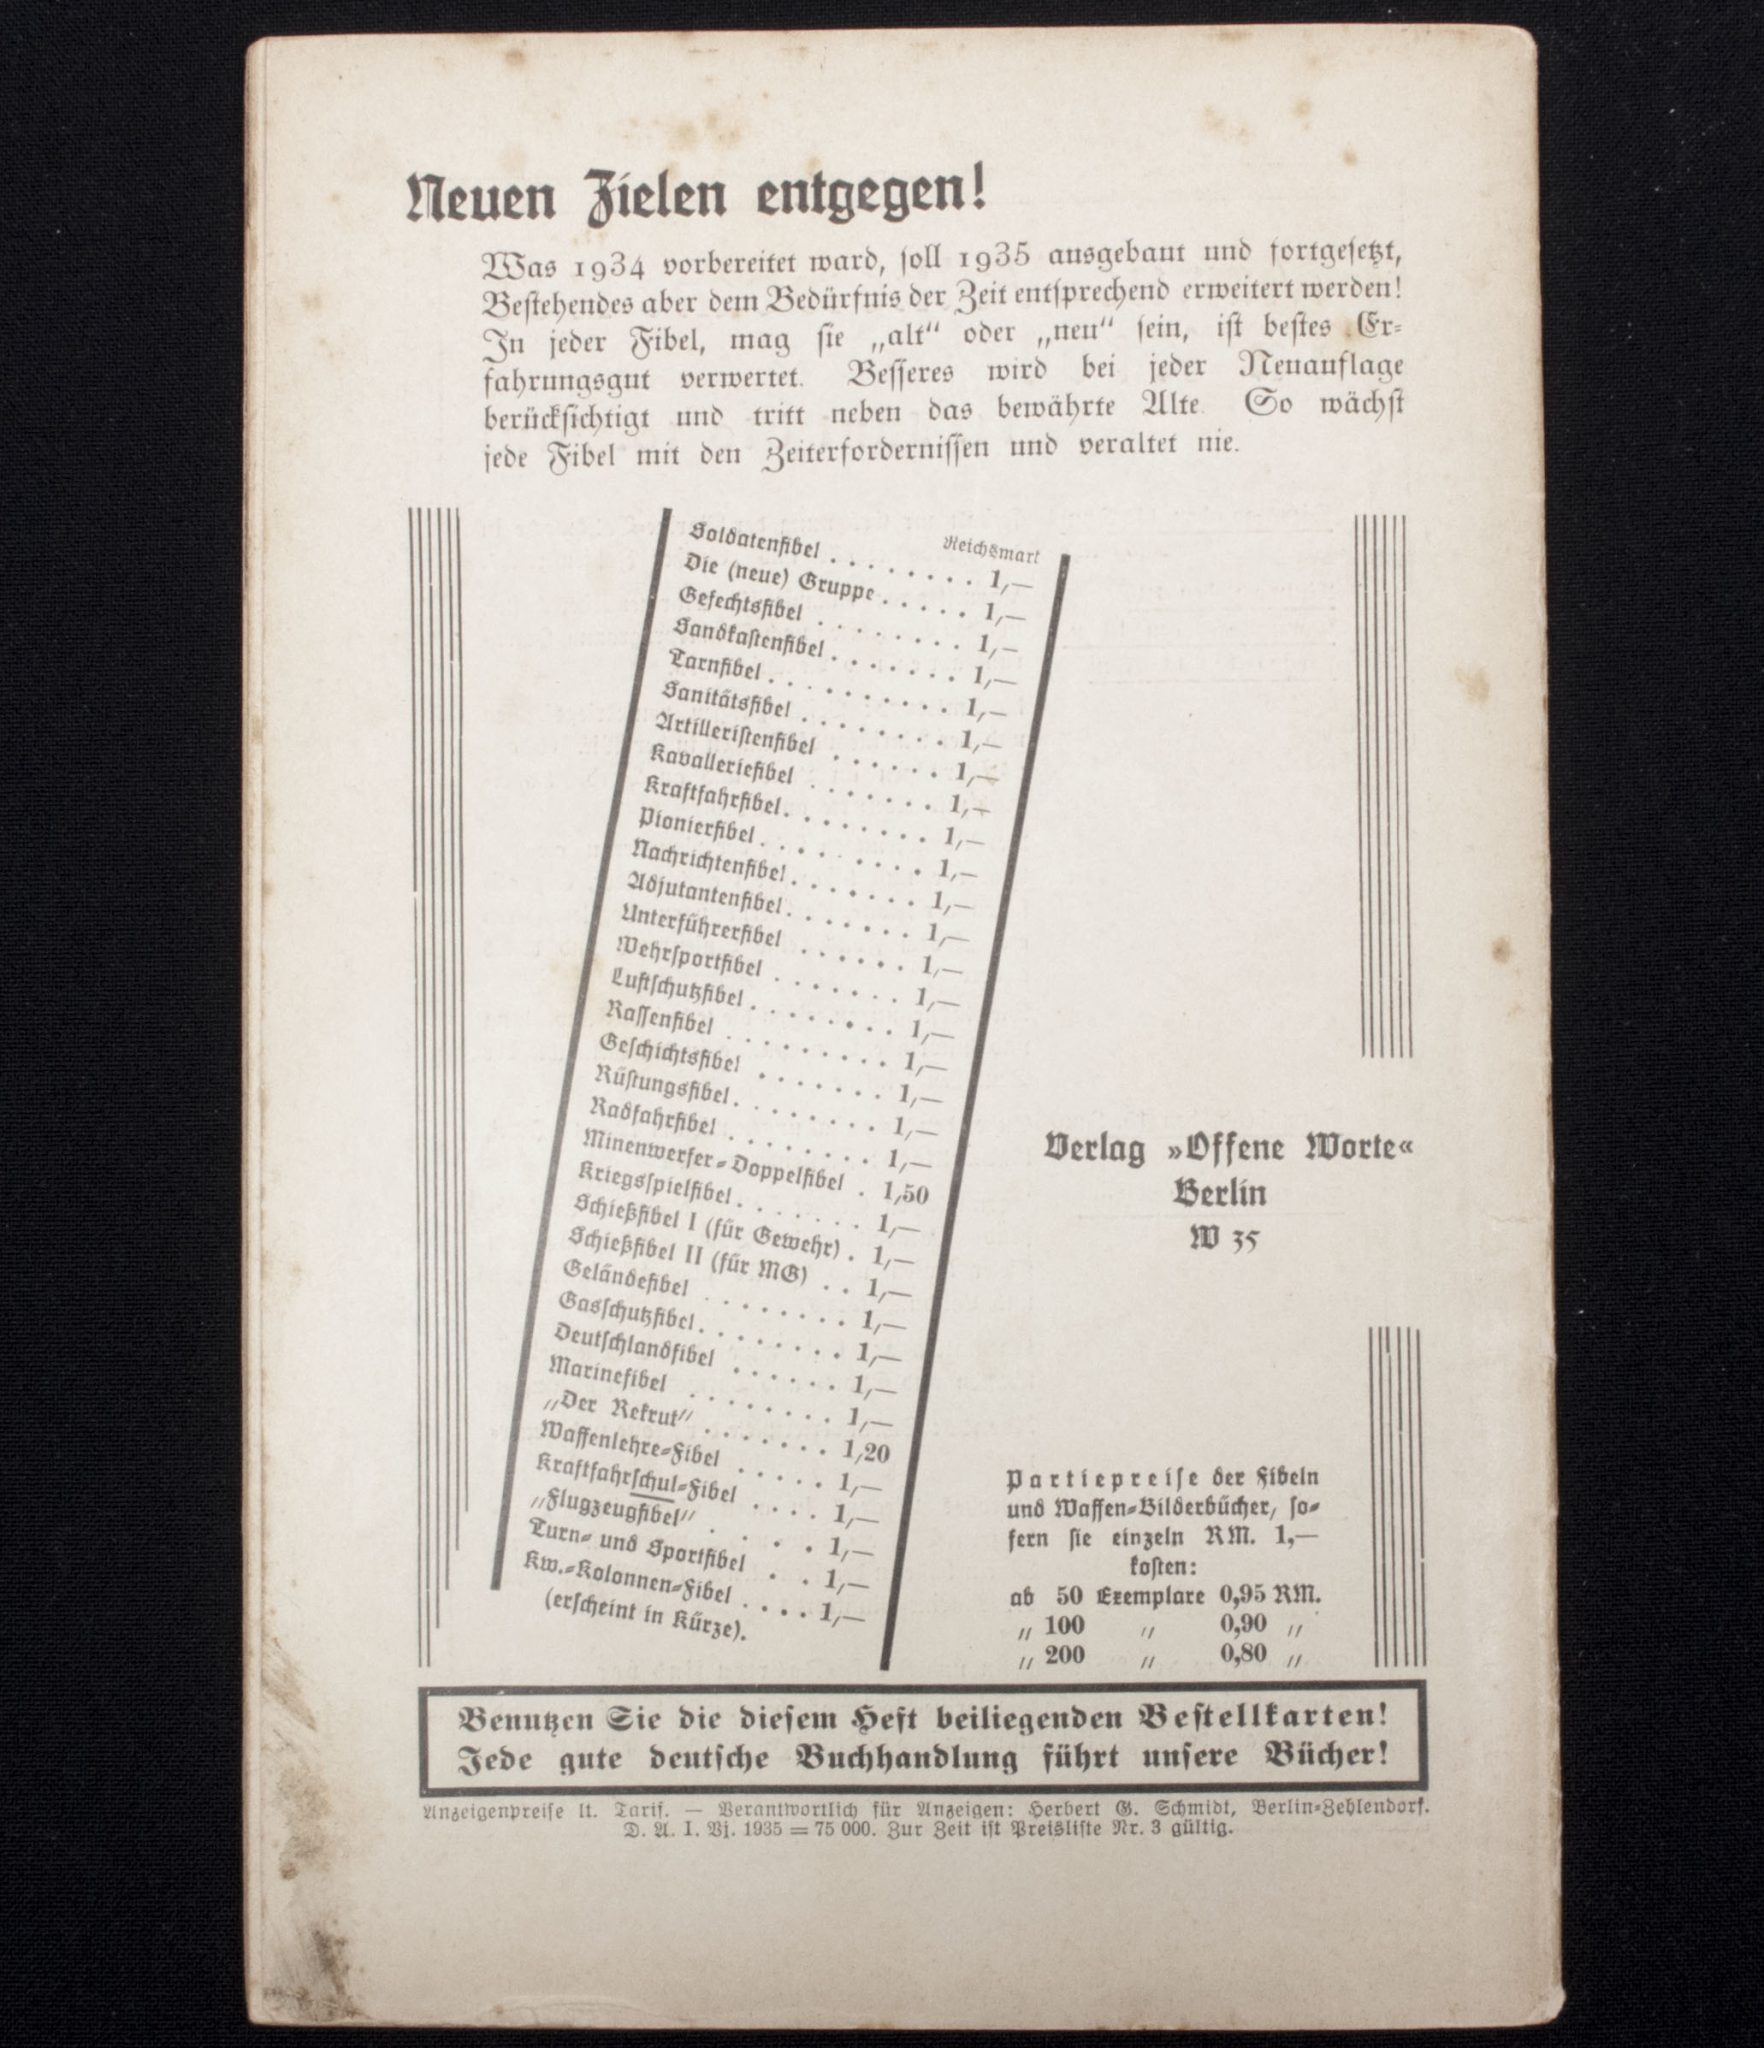 Neuen Zielen entgegen!
Was 1934 vorbereitet ward, soll 1935 ausgebaut und fortgesetzt,
Bestehendes aber dem Bedürfnis der Zeit entsprechend erweitert werden!
In jeder Fibel, mag sie „alt“ oder „neu“ sein, ist bestes Er-
fahrungsgut verwertet. Besseres wird bei jeder Neuauflage
berücksichtigt und tritt neben das bewährte Alte. So wächst
jede Fibel mit den Zeiterfordernissen und veraltet nie.
Reichsmark
Soldatenfibel . . . . . . . . 1,—
Die (neue) Gruppe . . . . . 1,—
Gefechtsfibel . . . . . . . . 1,—
Sandkastenfibel . . . . . . . 1,—
Tarnfibel . . . . . . . . . . 1,—
Sanitätsfibel . . . . . . . . 1,—
Artilleristenfibel . . . . . . 1,—
Kavalleriefibel . . . . . . . 1,—
Kraftfahrfibel . . . . . . . . 1,—
Pionierfibel . . . . . . . . . 1,—
Nachrichtenfibel . . . . . . . 1,—
Adjutantenfibel . . . . . . . 1,—
Unterführerfibel . . . . . . 1,—
Wehrsportfibel . . . . . . . 1,—
Luftschutzfibel . . . . . . . . 1,—
Rassenfibel . . . . . . . . . 1,—
Geschichtsfibel . . . . . . . 1,—
Rüstungsfibel . . . . . . . . 1,—
Radfahrfibel . . . . . . . . 1,—
Minenwerfer-Doppelfibel . 1,50
Kriegsspielfibel . . . . . . . 1,—
Schießfibel I (für Gewehr) . 1,—
Schießfibel II (für MG) . . 1,—
Geländefibel . . . . . . . . 1,—
Gasschutzfibel . . . . . . . . 1,—
Deutschlandfibel . . . . . . 1,—
Marinefibel . . . . . . . . 1,—
„Der Rekrut“ . . . . . . . 1,20
Waffenlehre-Fibel . . . . . 1,—
Kraftfahrschul-Fibel . . . . 1,—
„Flugzeugfibel“ . . . . 1,—
Turn- und Sportfibel . . 1,—
Kw.-Kolonnen-Fibel . . . . 1,—
(erscheint in Kürze).
Verlag »Offene Worte«
Berlin
W 35
Partiepreise der Fibeln
und Waffen-Bilderbücher, so-
fern sie einzeln RM. 1,—
kosten:
ab 50 Exemplare 0,95 RM.
„ 100 „ 0,90 „
„ 200 „ 0,80 „
Benutzen Sie die diesem Heft beiliegenden Bestellkarten!
Jede gute deutsche Buchhandlung führt unsere Bücher!
Anzeigenpreise lt. Tarif. — Verantwortlich für Anzeigen: Herbert G. Schmidt, Berlin-Zehlendorf.
D. A. I. Vj. 1935 = 75 000. Zur Zeit ist Preisliste Nr. 3 gültig.